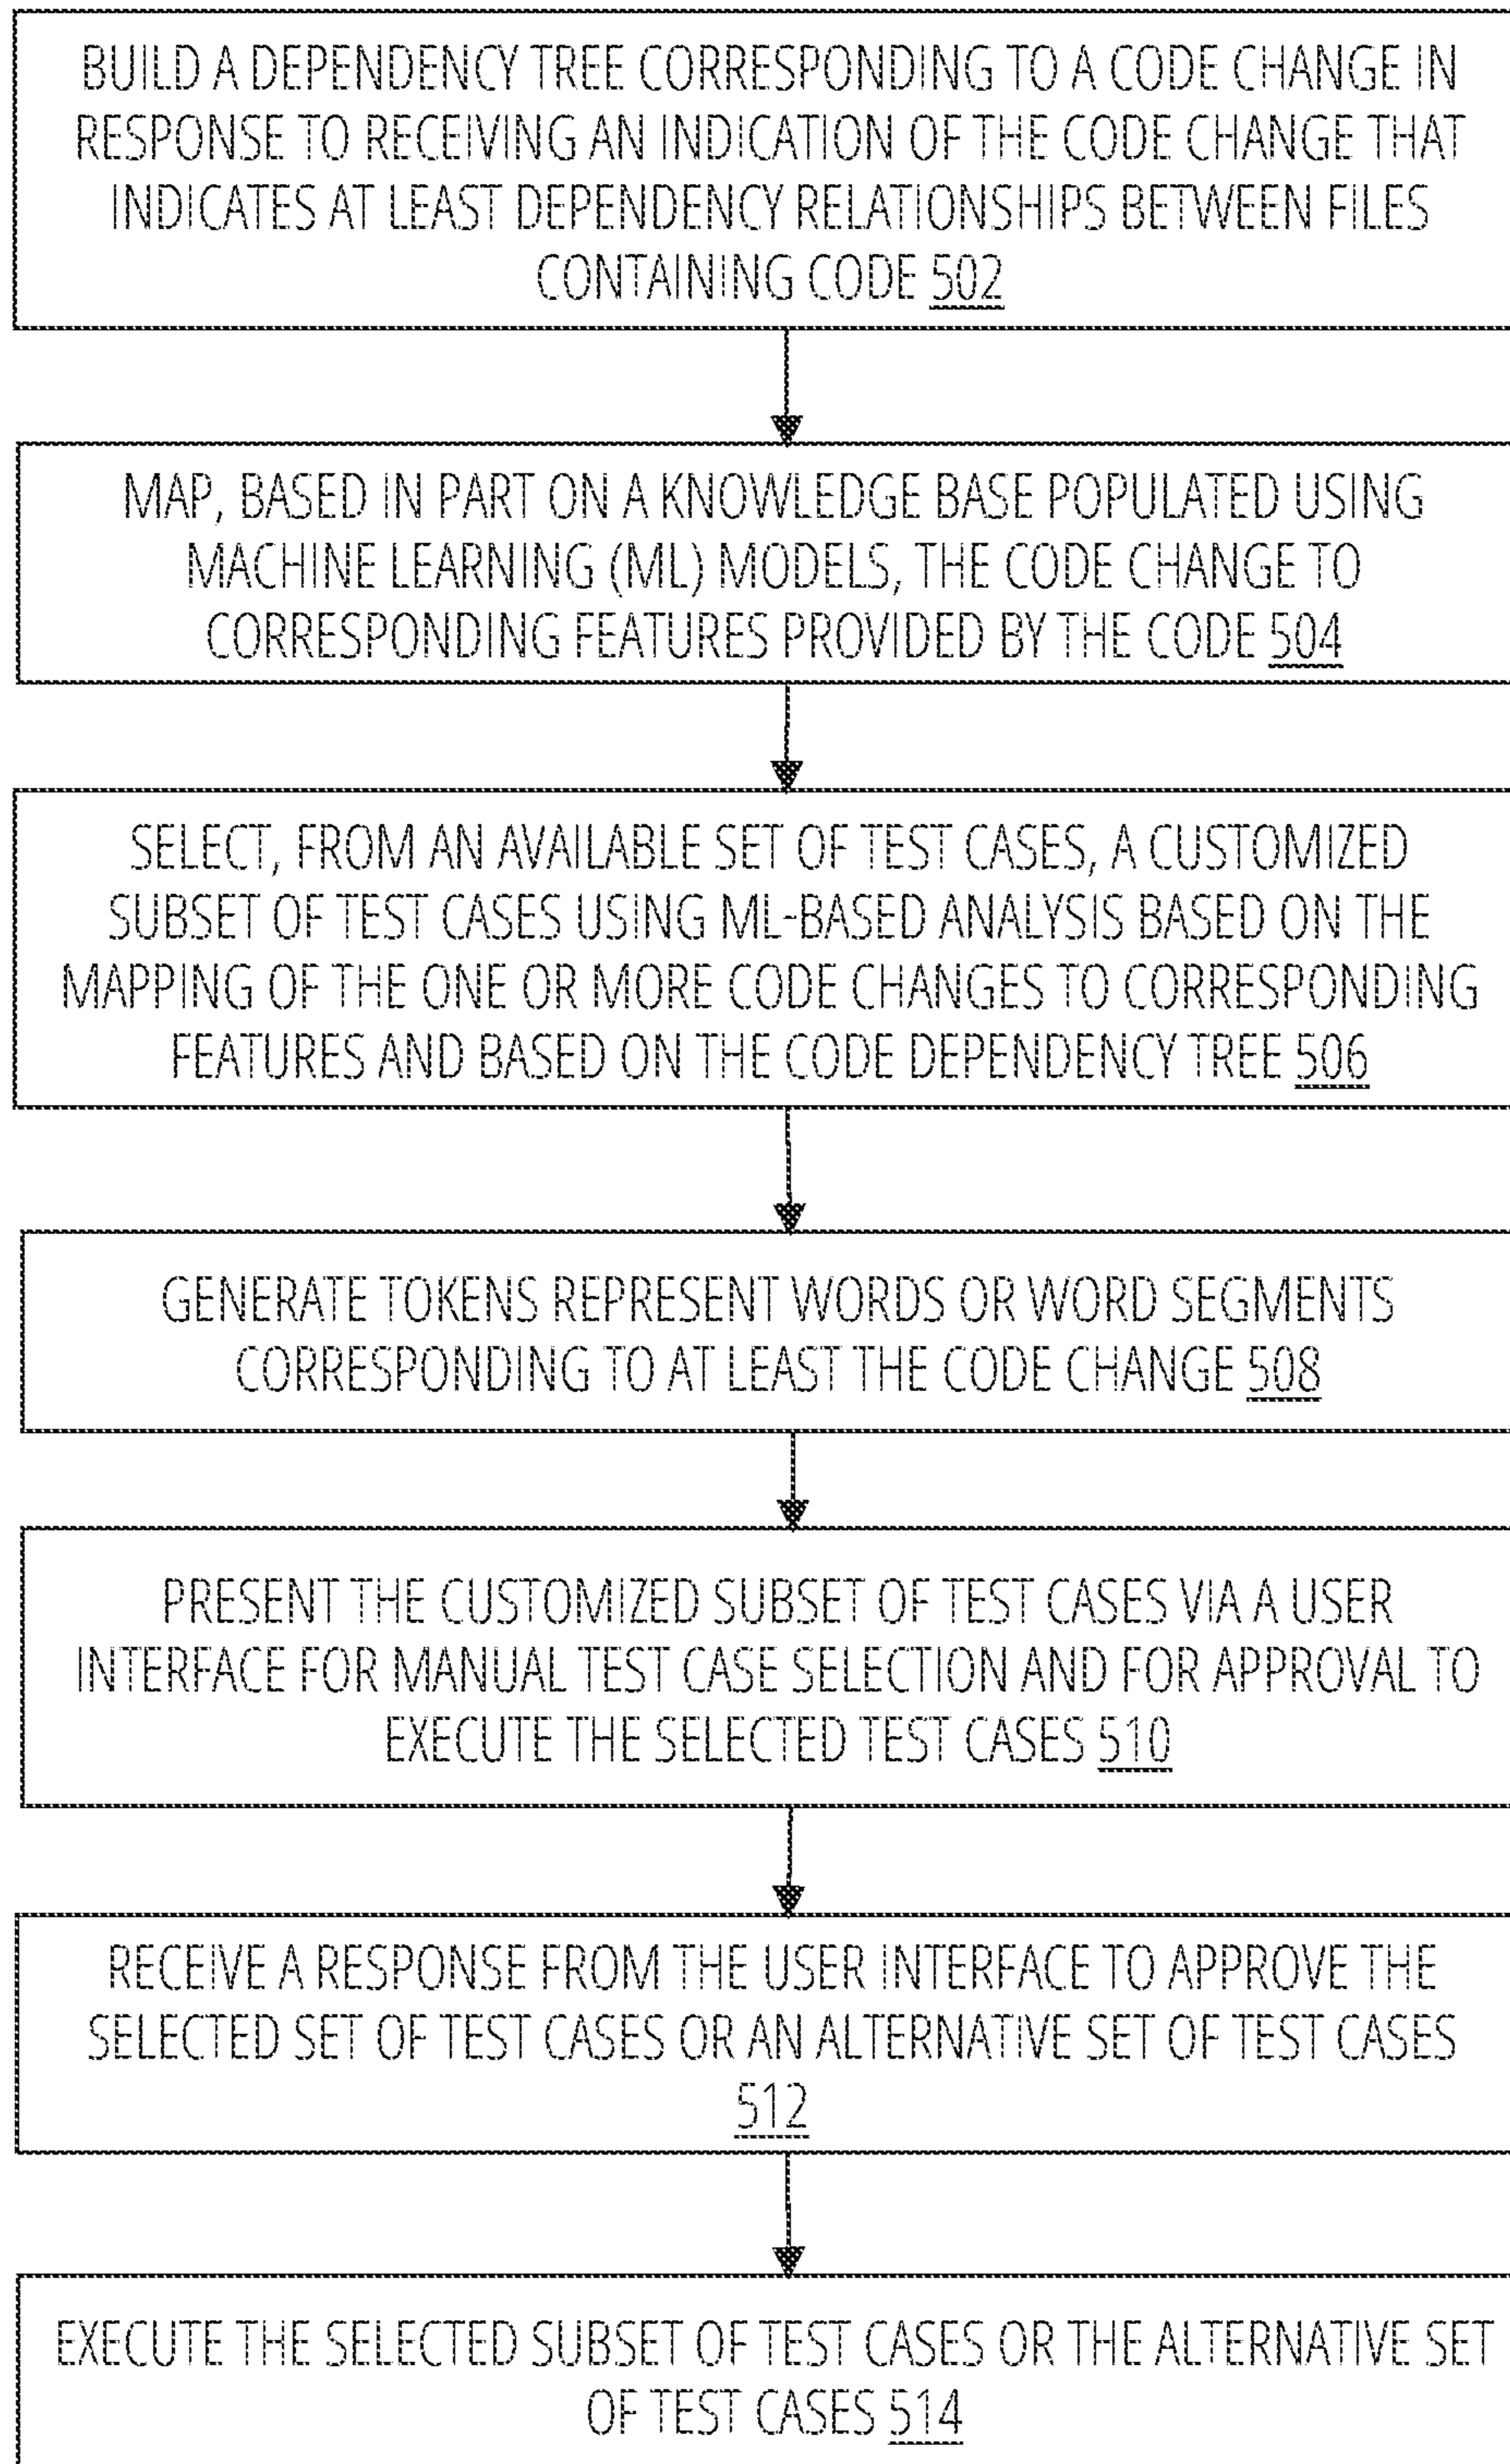 BUILD A DEPENDENCY TREE CORRESPONDING TO A CODE CHANGE IN
RESPONSE TO RECEIVING AN INDICATION OF THE CODE CHANGE THAT
INDICATES AT LEAST DEPENDENCY RELATIONSHIPS BETWEEN FILES
CONTAINING CODE 502
MAP, BASED IN PART ON A KNOWLEDGE BASE POPULATED USING
MACHINE LEARNING (ML) MODELS, THE CODE CHANGE TO
CORRESPONDING FEATURES PROVIDED BY THE CODE 504
SELECT, FROM AN AVAILABLE SET OF TEST CASES, A CUSTOMIZED
SUBSET OF TEST CASES USING ML-BASED ANALYSIS BASED ON THE
MAPPING OF THE ONE OR MORE CODE CHANGES TO CORRESPONDING
FEATURES AND BASED ON THE CODE DEPENDENCY TREE 506
GENERATE TOKENS REPRESENT WORDS OR WORD SEGMENTS
CORRESPONDING TO AT LEAST THE CODE CHANGE 508
PRESENT THE CUSTOMIZED SUBSET OF TEST CASES VIA A USER
INTERFACE FOR MANUAL TEST CASE SELECTION AND FOR APPROVAL TO
EXECUTE THE SELECTED TEST CASES 510
RECEIVE A RESPONSE FROM THE USER INTERFACE TO APPROVE THE
SELECTED SET OF TEST CASES OR AN ALTERNATIVE SET OF TEST CASES
512
EXECUTE THE SELECTED SUBSET OF TEST CASES OR THE ALTERNATIVE SET
OF TEST CASES 514